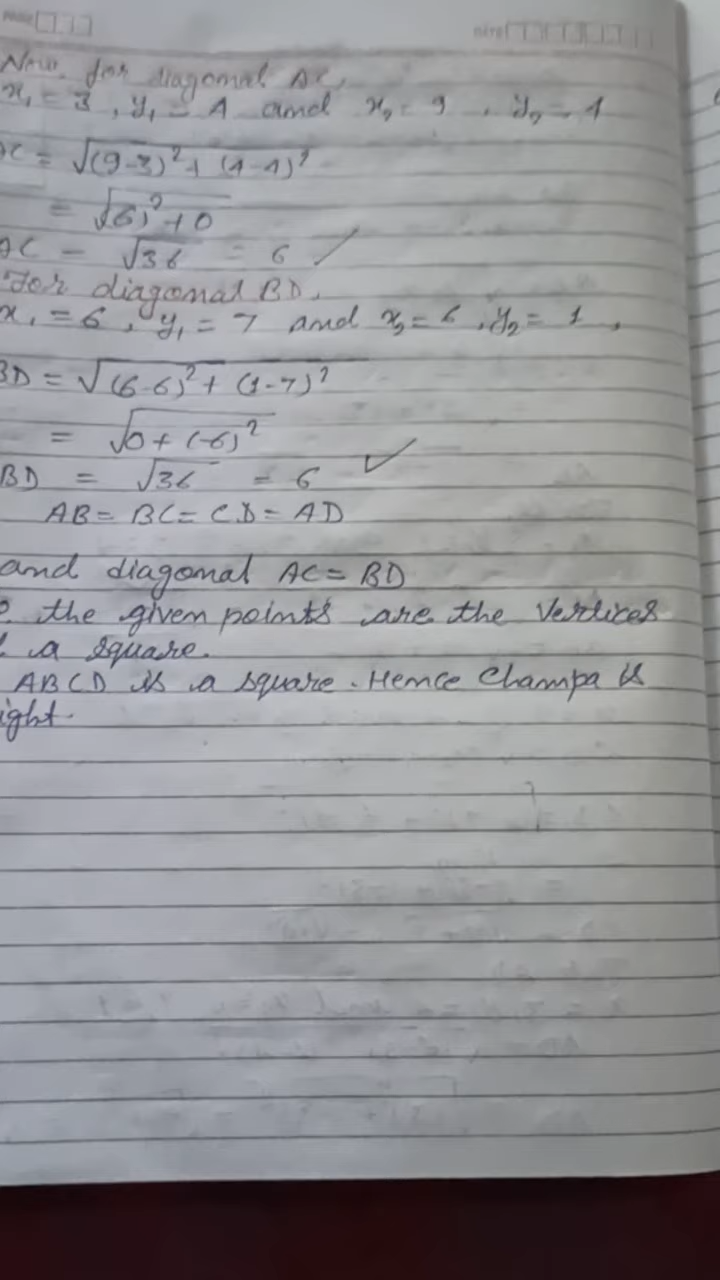 Now, for diagonal AC,
x₁ = 3, y₁ = 4 and x₂ = 9, y₂ = 4
AC = √(9-3)² + (4-4)²
= √(6)² + 0
AC = √36 = 6
For diagonal BD,
x₁ = 6, y₁ = 7 and x₂ = 6, y₂ = 1,
BD = √(6-6)² + (1-7)²
= √0 + (-6)²
BD = √36 = 6
AB = BC = CD = AD
and diagonal AC = BD
the given points are the vertices
a square.
ABCD is a square. Hence Champa is
ight.